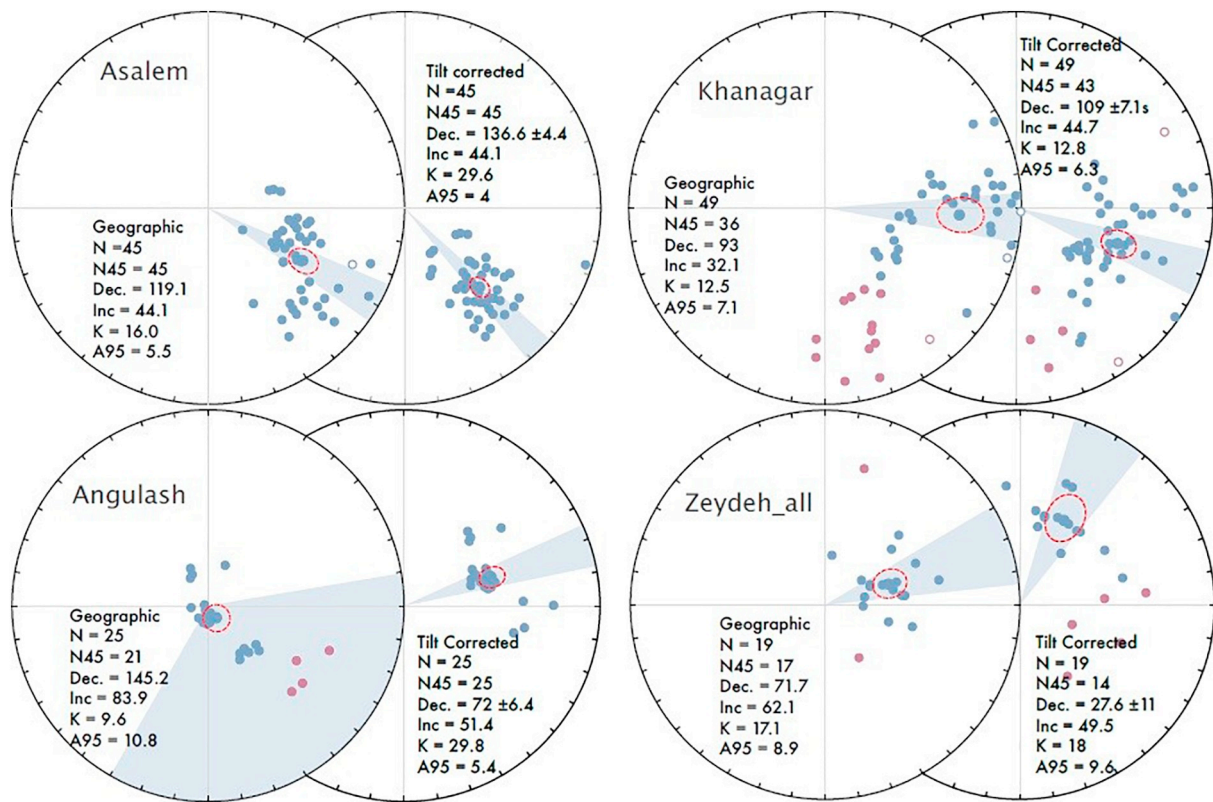 Asalem
Geographic
N =45
N45 = 45
Dec. = 119.1
Inc = 44.1
K = 16.0
A95 = 5.5
Tilt corrected
N =45
N45 = 45
Dec. = 136.6 ±4.4
Inc = 44.1
K = 29.6
A95 = 4
Khanagar
Geographic
N = 49
N45 = 36
Dec. = 93
Inc = 32.1
K = 12.5
A95 = 7.1
Tilt Corrected
N = 49
N45 = 43
Dec. = 109 ±7.1s
Inc = 44.7
K = 12.8
A95 = 6.3
Angulash
Geographic
N = 25
N45 = 21
Dec. = 145.2
Inc = 83.9
K = 9.6
A95 = 10.8
Tilt Corrected
N = 25
N45 = 25
Dec. = 72 ±6.4
Inc = 51.4
K = 29.8
A95 = 5.4
Zeydeh_all
Geographic
N = 19
N45 = 17
Dec. = 71.7
Inc = 62.1
K = 17.1
A95 = 8.9
Tilt Corrected
N = 19
N45 = 14
Dec. = 27.6 ±11
Inc = 49.5
K = 18
A95 = 9.6